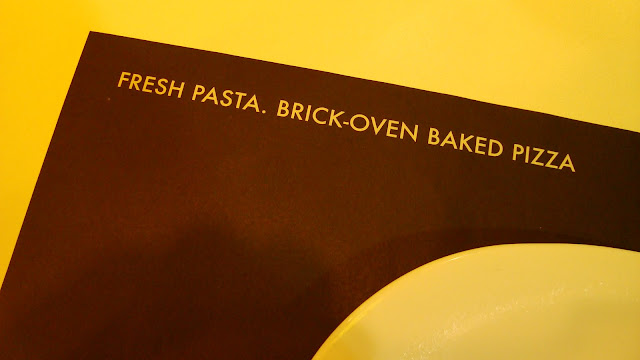 FRESH PASTA. BRICK-OVEN BAKED PIZZA